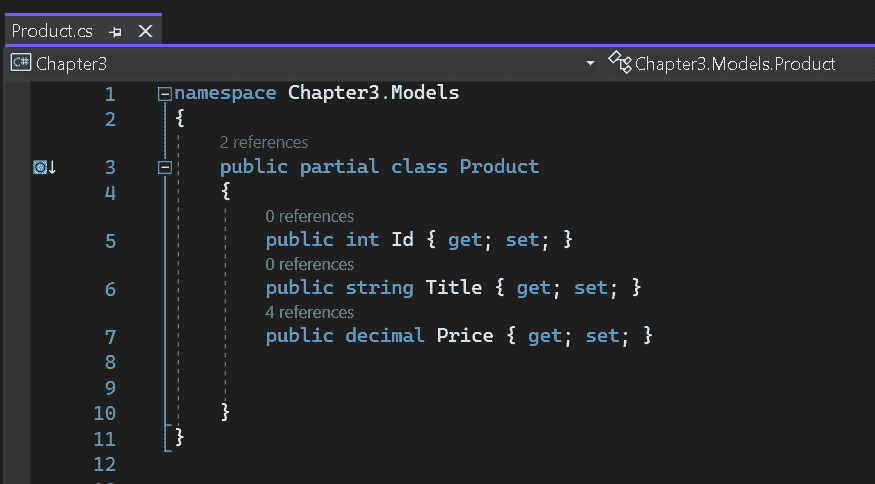 Product.cs
C# Chapter3
Chapter3.Models.Product
1 namespace Chapter3.Models
2 {
2 references
3 public partial class Product
4 {
0 references
5 public int Id { get; set; }
0 references
6 public string Title { get; set; }
4 references
7 public decimal Price { get; set; }
8
9
10 }
11 }
12